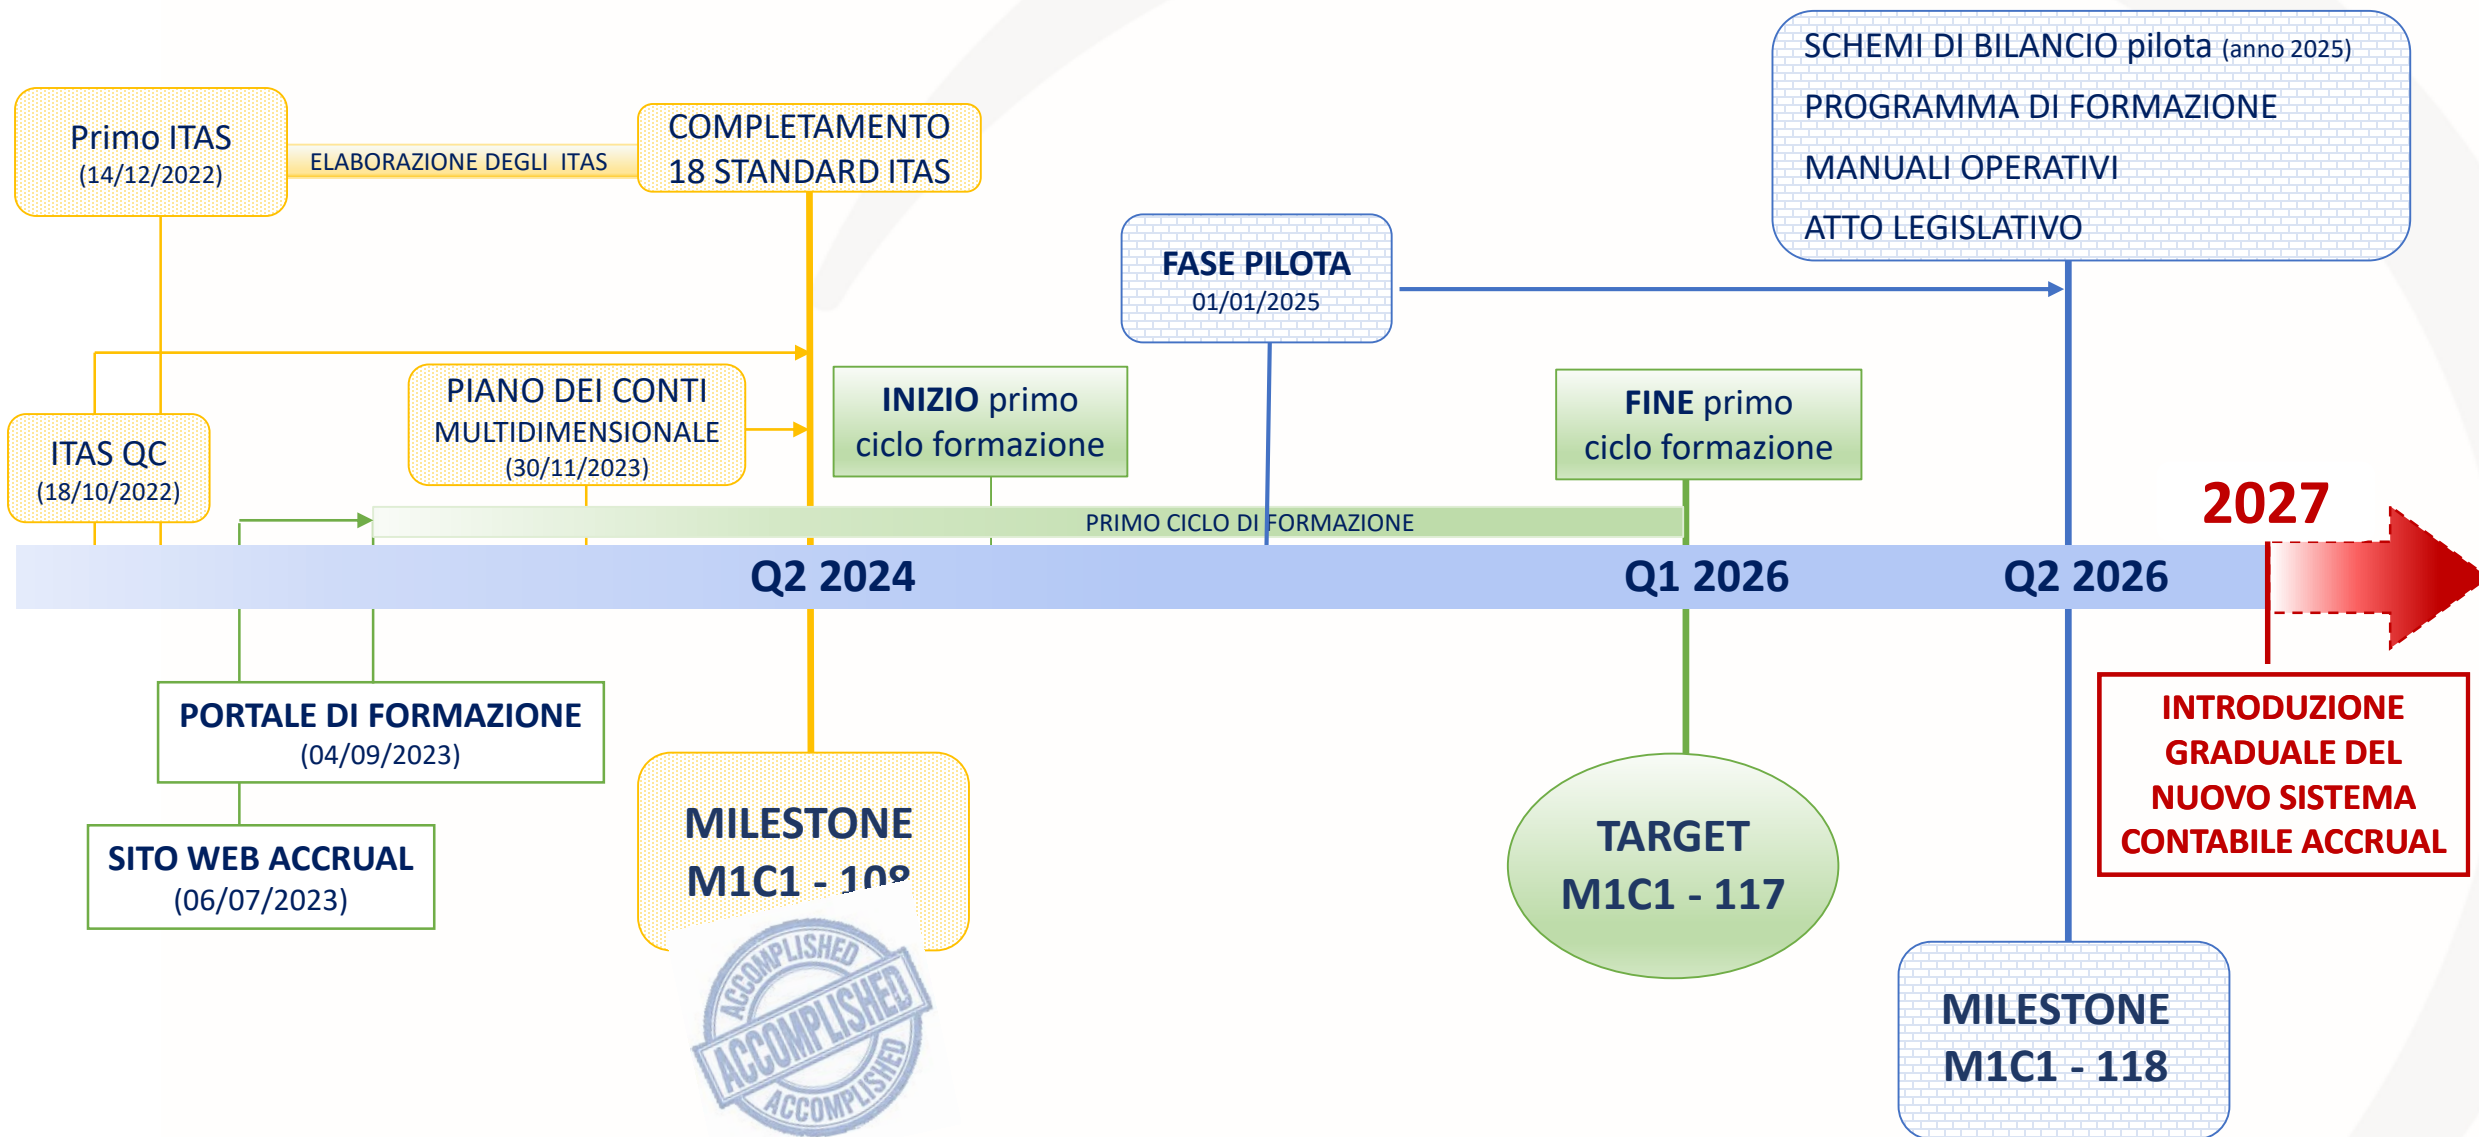 SCHEMI DI BILANCIO pilota (anno 2025)
PROGRAMMA DI FORMAZIONE
MANUALI OPERATIVI
ATTO LEGISLATIVO
Primo ITAS
(14/12/2022)
ELABORAZIONE DEGLI ITAS
COMPLETAMENTO
18 STANDARD ITAS
FASE PILOTA
01/01/2025
ITAS QC
(18/10/2022)
PIANO DEI CONTI
MULTIDIMENSIONALE
(30/11/2023)
INIZIO primo
ciclo formazione
FINE primo
ciclo formazione
PRIMO CICLO DI FORMAZIONE
2027
Q2 2024
Q1 2026
Q2 2026
PORTALE DI FORMAZIONE
(04/09/2023)
SITO WEB ACCRUAL
(06/07/2023)
MILESTONE
M1C1 - 108
ACCOMPLISHED
ACCOMPLISHED
ACCOMPLISHED
TARGET
M1C1 - 117
MILESTONE
M1C1 - 118
INTRODUZIONE
GRADUALE DEL
NUOVO SISTEMA
CONTABILE ACCRUAL